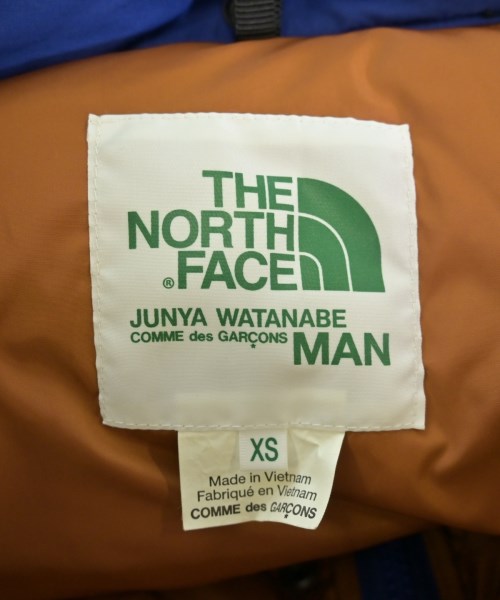 THE
NORTH
® FACE
JUNYA WATANABE
COMME des GARÇONS MAN
XS
Made in Vietnam
Fabriqué en Vietnam
COMME des GARÇONS